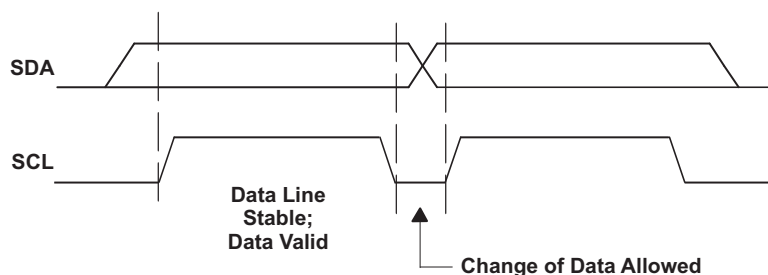 SDA
SCL
Data Line
Stable;
Data Valid
Change of Data Allowed